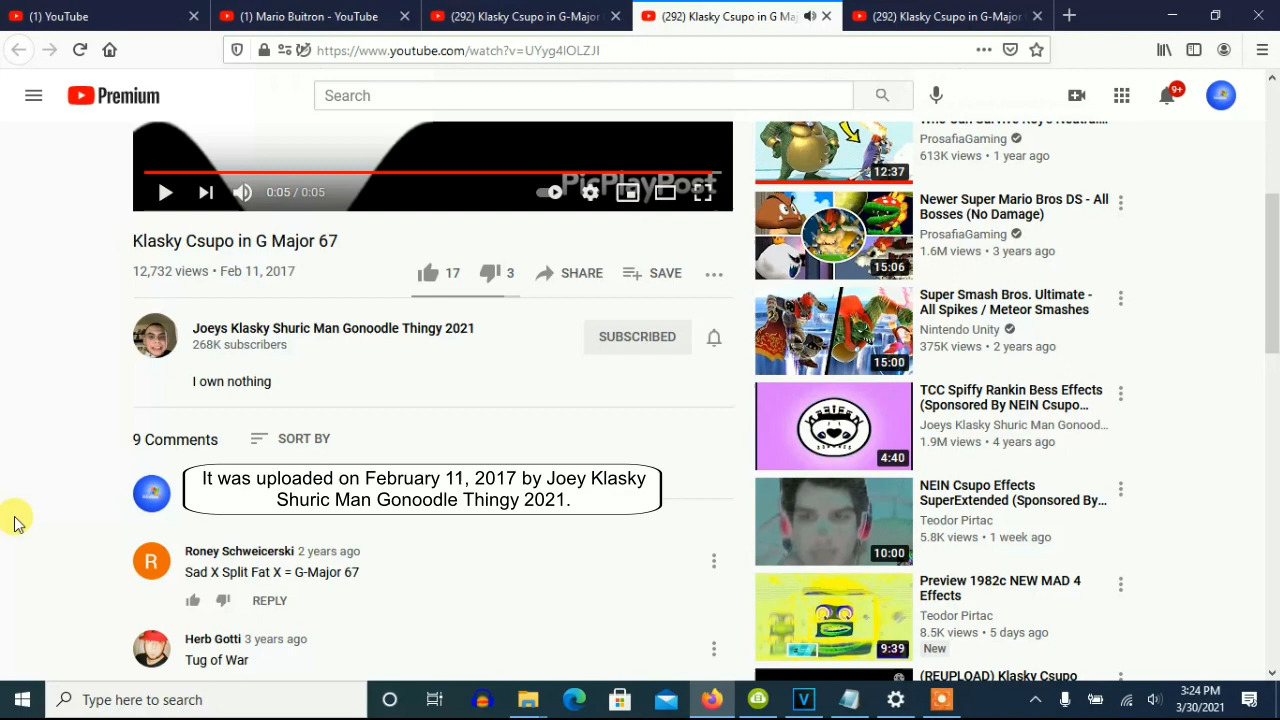 (1) YouTube
(1) Mario Buitron - YouTube
(292) Klasky Csupo in G-Major
(292) Klasky Csupo in G Maj
(292) Klasky Csupo in G-Major
https://www.youtube.com/watch?v=UYyg4lOLZJI
Premium
Search
9+
PicPlayPost
0:05 / 0:05
Klasky Csupo in G Major 67
12,732 views • Feb 11, 2017
17
3
SHARE
SAVE
Joeys Klasky Shuric Man Gonoodle Thingy 2021
268K subscribers
SUBSCRIBED
I own nothing
9 Comments
SORT BY
It was uploaded on February 11, 2017 by Joey Klasky
Shuric Man Gonoodle Thingy 2021.
R
Roney Schweicerski 2 years ago
Sad X Split Fat X = G-Major 67
REPLY
Herb Gotti 3 years ago
Tug of War
12:37
ProsafiaGaming
613K views • 1 year ago
15:06
Newer Super Mario Bros DS - All
Bosses (No Damage)
ProsafiaGaming
1.6M views • 3 years ago
15:00
Super Smash Bros. Ultimate -
All Spikes / Meteor Smashes
Nintendo Unity
375K views • 2 years ago
4:40
TCC Spiffy Rankin Bess Effects
(Sponsored By NEIN Csupo...
Joeys Klasky Shuric Man Gonood...
1.9M views • 4 years ago
10:00
NEIN Csupo Effects
SuperExtended (Sponsored By...
Teodor Pirtac
5.8K views • 1 week ago
9:39
Preview 1982c NEW MAD 4
Effects
Teodor Pirtac
8.5K views • 5 days ago
New
(REUPLOAD) Klasky Csupo
Type here to search
3:24 PM
3/30/2021